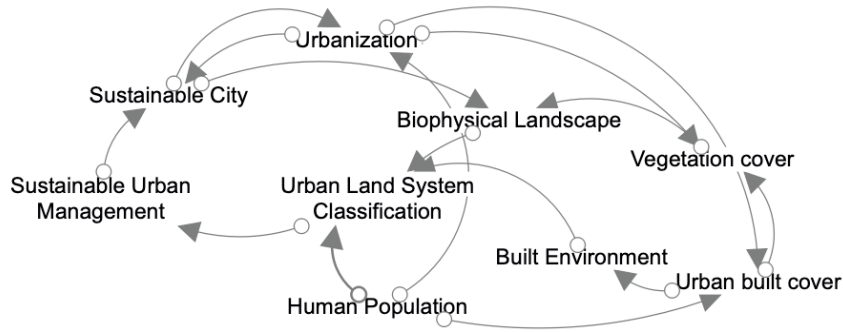 Urbanization
Sustainable City
Biophysical Landscape
Vegetation cover
Sustainable Urban
Management
Urban Land System
Classification
Built Environment
Urban built cover
Human Population